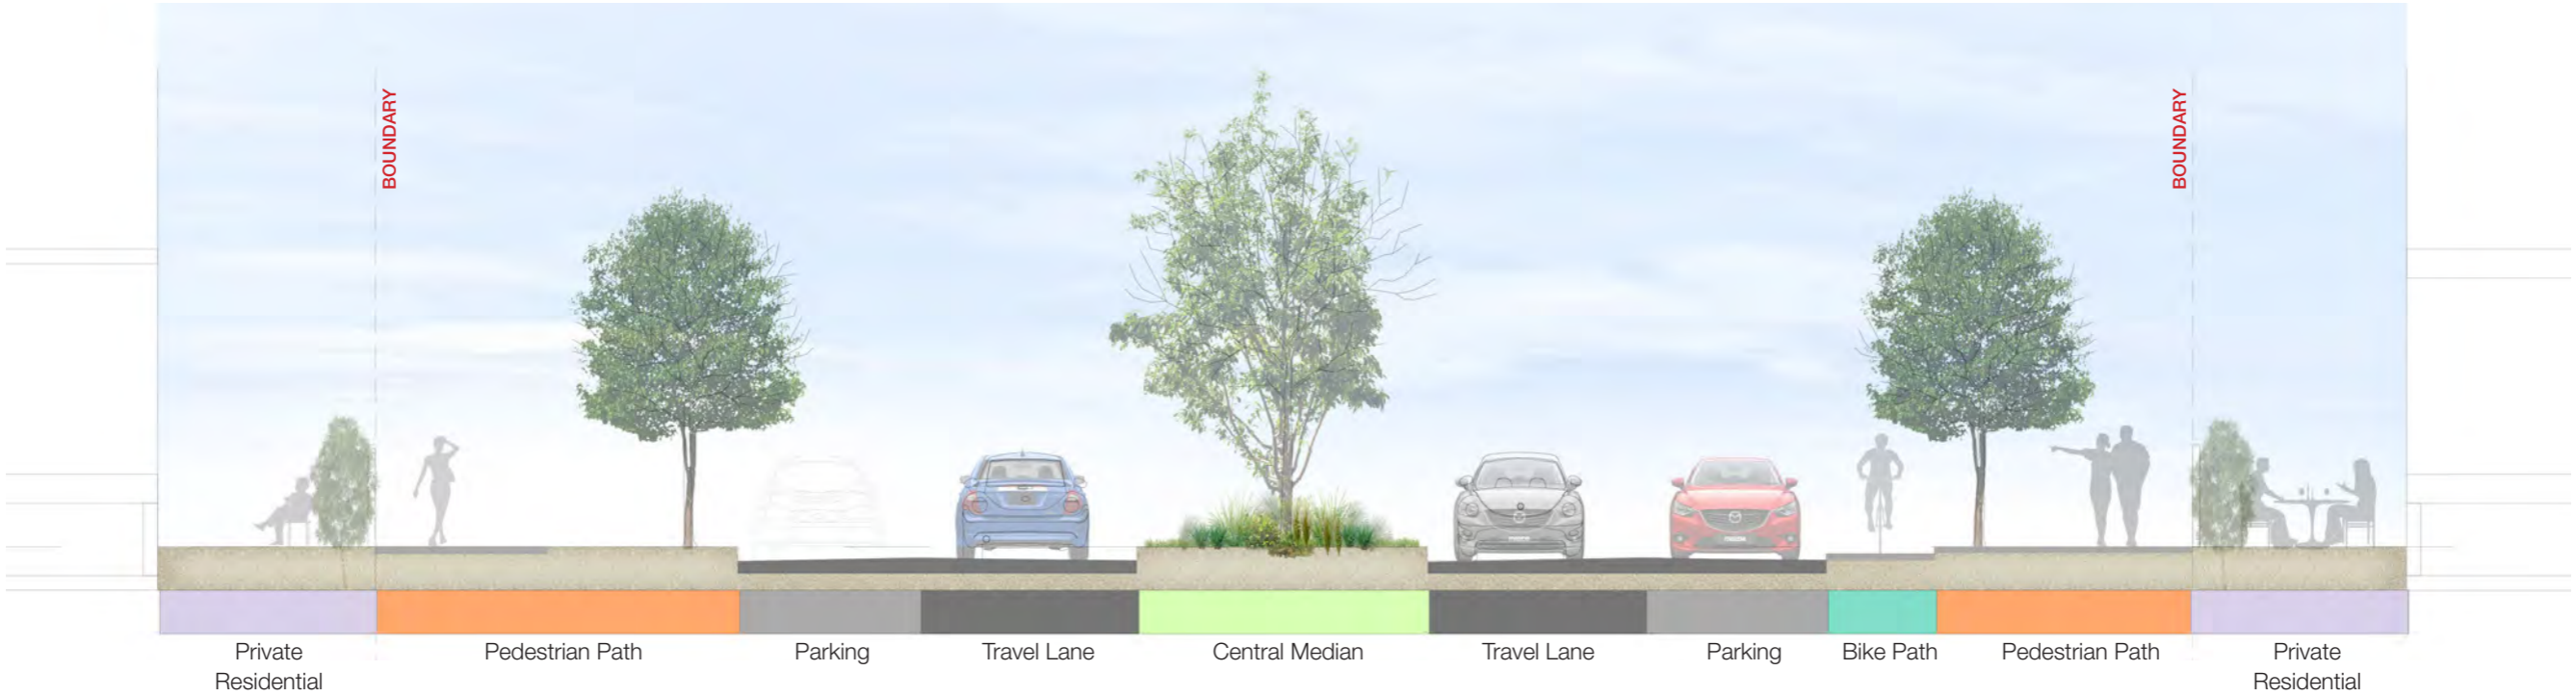 BOUNDARY
BOUNDARY
Private
Residential
Pedestrian Path
Parking
Travel Lane
Central Median
Travel Lane
Parking
Bike Path
Pedestrian Path
Private
Residential